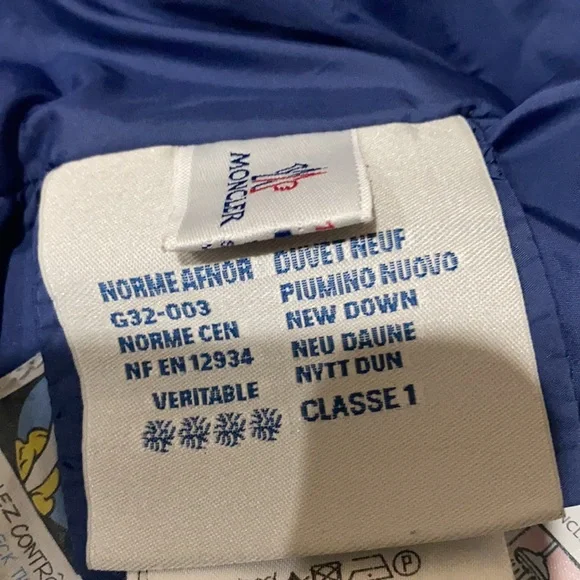 MONCLER
NORME AFNOR
G32-003
NORME CEN
NF EN 12934
VERITABLE
DUVET NEUF
PIUMINO NUOVO
NEW DOWN
NEU DAUNE
NYTT DUN
CLASSE 1
P